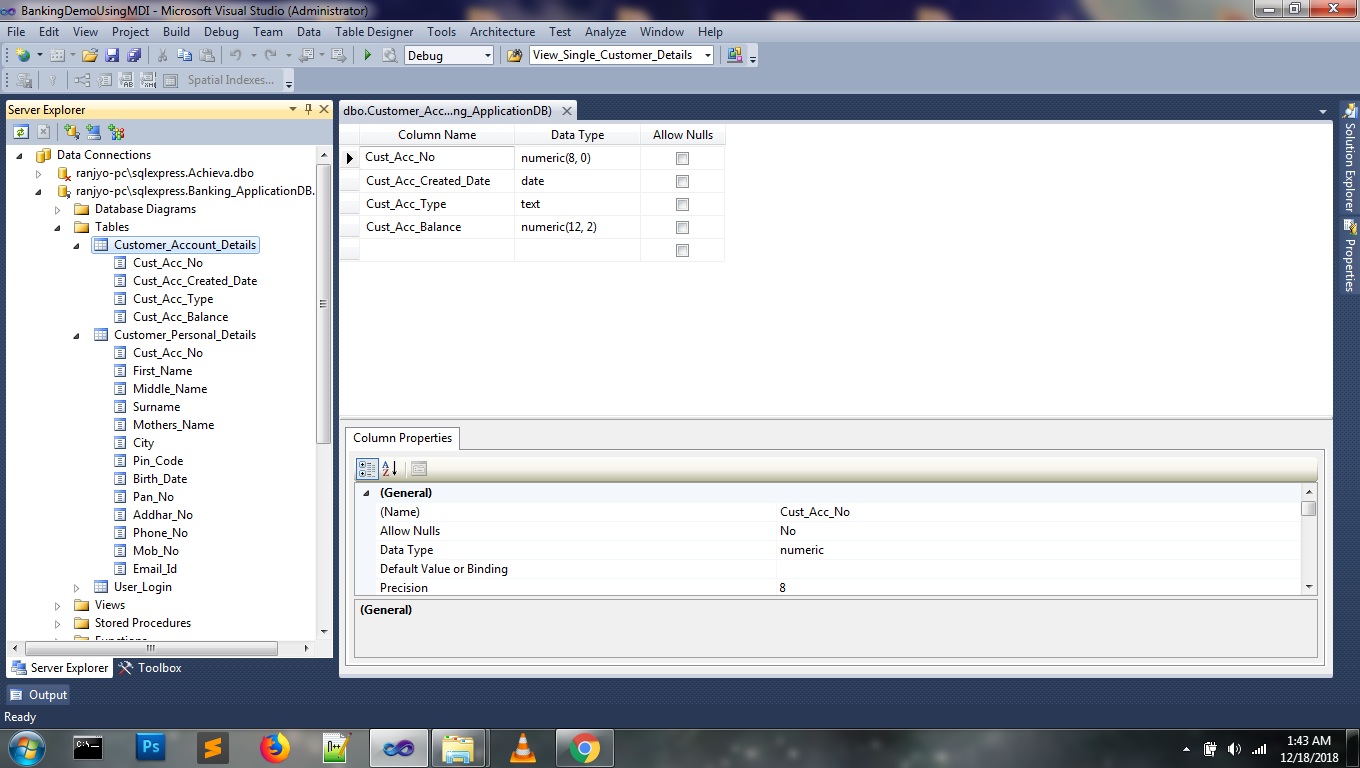 BankingDemoUsingMDI - Microsoft Visual Studio (Administrator)
File Edit View Project Build Debug Team Data Table Designer Tools Architecture Test Analyze Window Help
Debug View_Single_Customer_Details
Spatial Indexes...
Server Explorer
Data Connections
ranjyo-pc\sqlexpress.Achieva.dbo
ranjyo-pc\sqlexpress.Banking_ApplicationDB.
Database Diagrams
Tables
Customer_Account_Details
Cust_Acc_No
Cust_Acc_Created_Date
Cust_Acc_Type
Cust_Acc_Balance
Customer_Personal_Details
Cust_Acc_No
First_Name
Middle_Name
Surname
Mothers_Name
City
Pin_Code
Birth_Date
Pan_No
Addhar_No
Phone_No
Mob_No
Email_Id
User_Login
Views
Stored Procedures
Functions
Server Explorer Toolbox
dbo.Customer_Acc...ng_ApplicationDB)
Column Name Data Type Allow Nulls
Cust_Acc_No numeric(8, 0)
Cust_Acc_Created_Date date
Cust_Acc_Type text
Cust_Acc_Balance numeric(12, 2)
Column Properties
(General)
(Name) Cust_Acc_No
Allow Nulls No
Data Type numeric
Default Value or Binding
Precision 8
(General)
Solution Explorer
Properties
Output
Ready
C:\
Ps
1:43 AM
12/18/2018